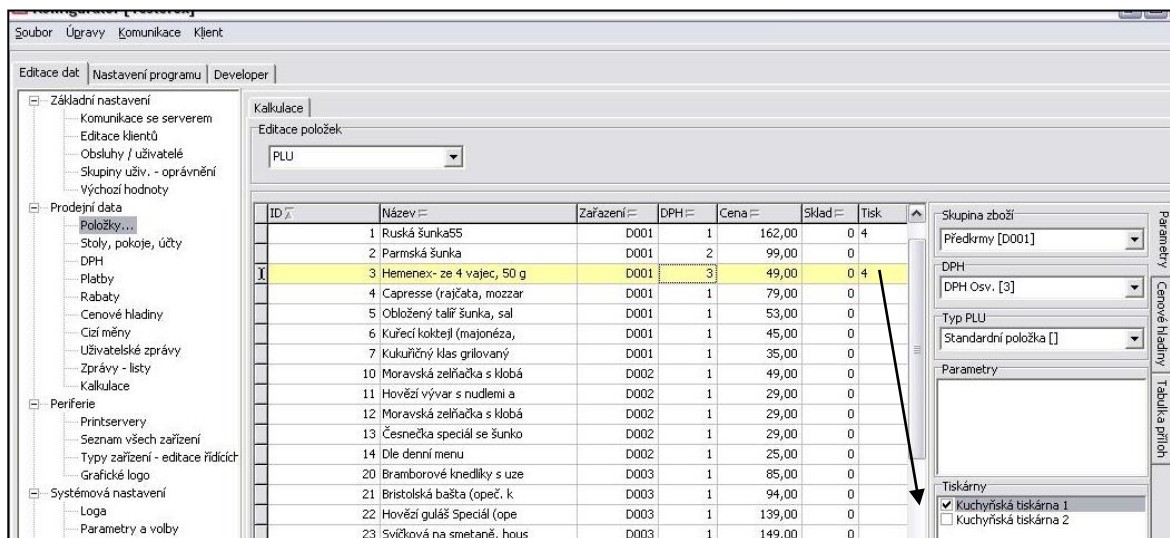 Konfigurátor [Testerex]
Soubor Úpravy Komunikace Klient
Editace dat Nastavení programu Developer
Základní nastavení
Komunikace se serverem
Editace klientů
Obsluhy / uživatelé
Skupiny uživ. - oprávnění
Výchozí hodnoty
Prodejní data
Položky...
Stoly, pokoje, účty
DPH
Platby
Rabaty
Cenové hladiny
Cizí měny
Uživatelské zprávy
Zprávy - listy
Kalkulace
Periferie
Printservery
Seznam všech zařízení
Typy zařízení - editace řídících
Grafické logo
Systémová nastavení
Loga
Parametry a volby
Kalkulace
Editace položek
PLU
ID Název Zařazení DPH Cena Sklad Tisk
1 Ruská šunka55 D001 1 162,00 0 4
2 Parmská šunka D001 2 99,00 0
3 Hemenex- ze 4 vajec, 50 g D001 3 49,00 0 4
4 Capresse (rajčata, mozzar D001 1 79,00 0
5 Obložený talíř šunka, sal D001 1 53,00 0
6 Kuřecí koktejl (majonéza, D001 1 45,00 0
7 Kukuřičný klas grilovaný D001 1 35,00 0
10 Moravská zelňačka s klobá D002 1 49,00 0
11 Hovězí vývar s nudlemi a D002 1 29,00 0
12 Moravská zelňačka s klobá D002 1 29,00 0
13 Česnečka speciál se šunko D002 1 29,00 0
14 Dle denní menu D002 1 25,00 0
20 Bramborové knedlíky s uze D003 1 85,00 0
21 Bristolská bašta (opeč. k D003 1 94,00 0
22 Hovězí guláš Speciál (ope D003 1 139,00 0
23 Svíčková na smetaně, hous D003 1 149,00 0
Skupina zboží
Předkrmy [D001]
DPH
DPH Osv. [3]
Typ PLU
Standardní položka []
Parametry
Tiskárny
Kuchyňská tiskárna 1
Kuchyňská tiskárna 2
Parametry
Cenové hladiny
Tabulka příloh